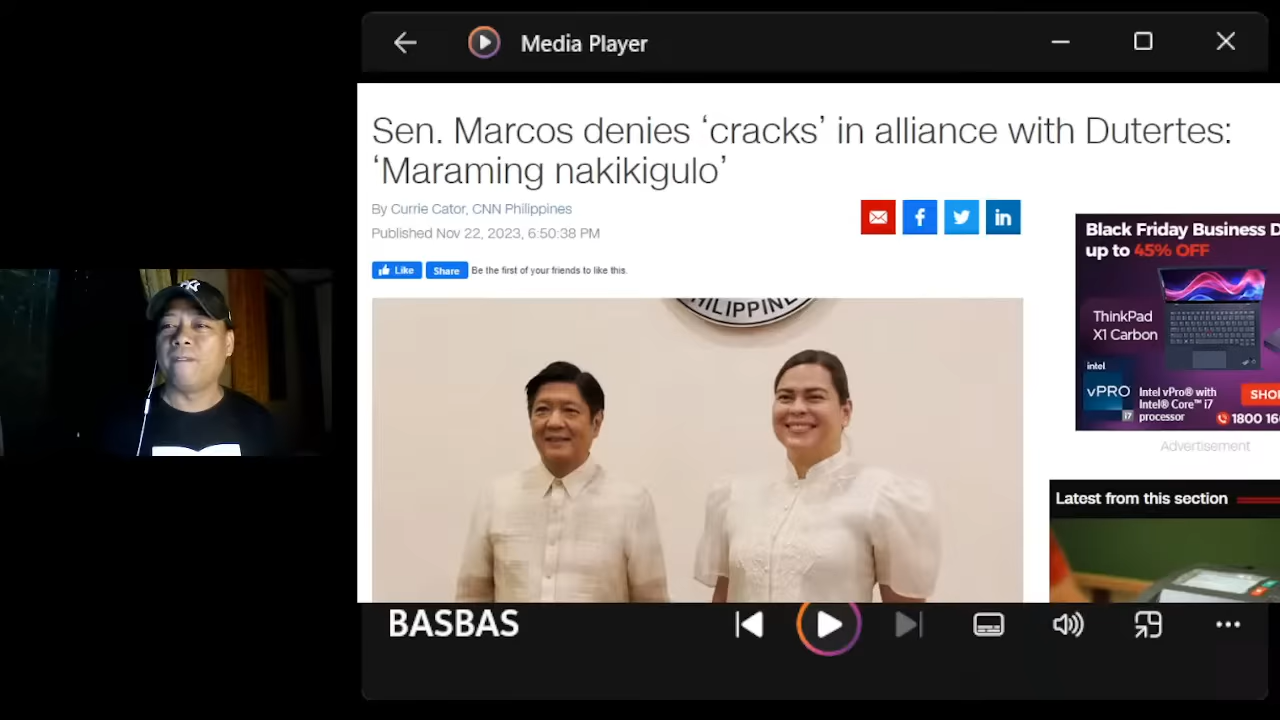 Media Player
Sen. Marcos denies ‘cracks’ in alliance with Dutertes:
‘Maraming nakikigulo’
By Currie Cator, CNN Philippines
Published Nov 22, 2023, 6:50:38 PM
Like Share Be the first of your friends to like this.
HILIPPINE
Black Friday Business D
up to 45% OFF
ThinkPad
X1 Carbon
intel
vPRO
i7
Intel vPro® with
Intel® Core™ i7
processor
SHO
1800 16
Advertisement
Latest from this section
BASBAS